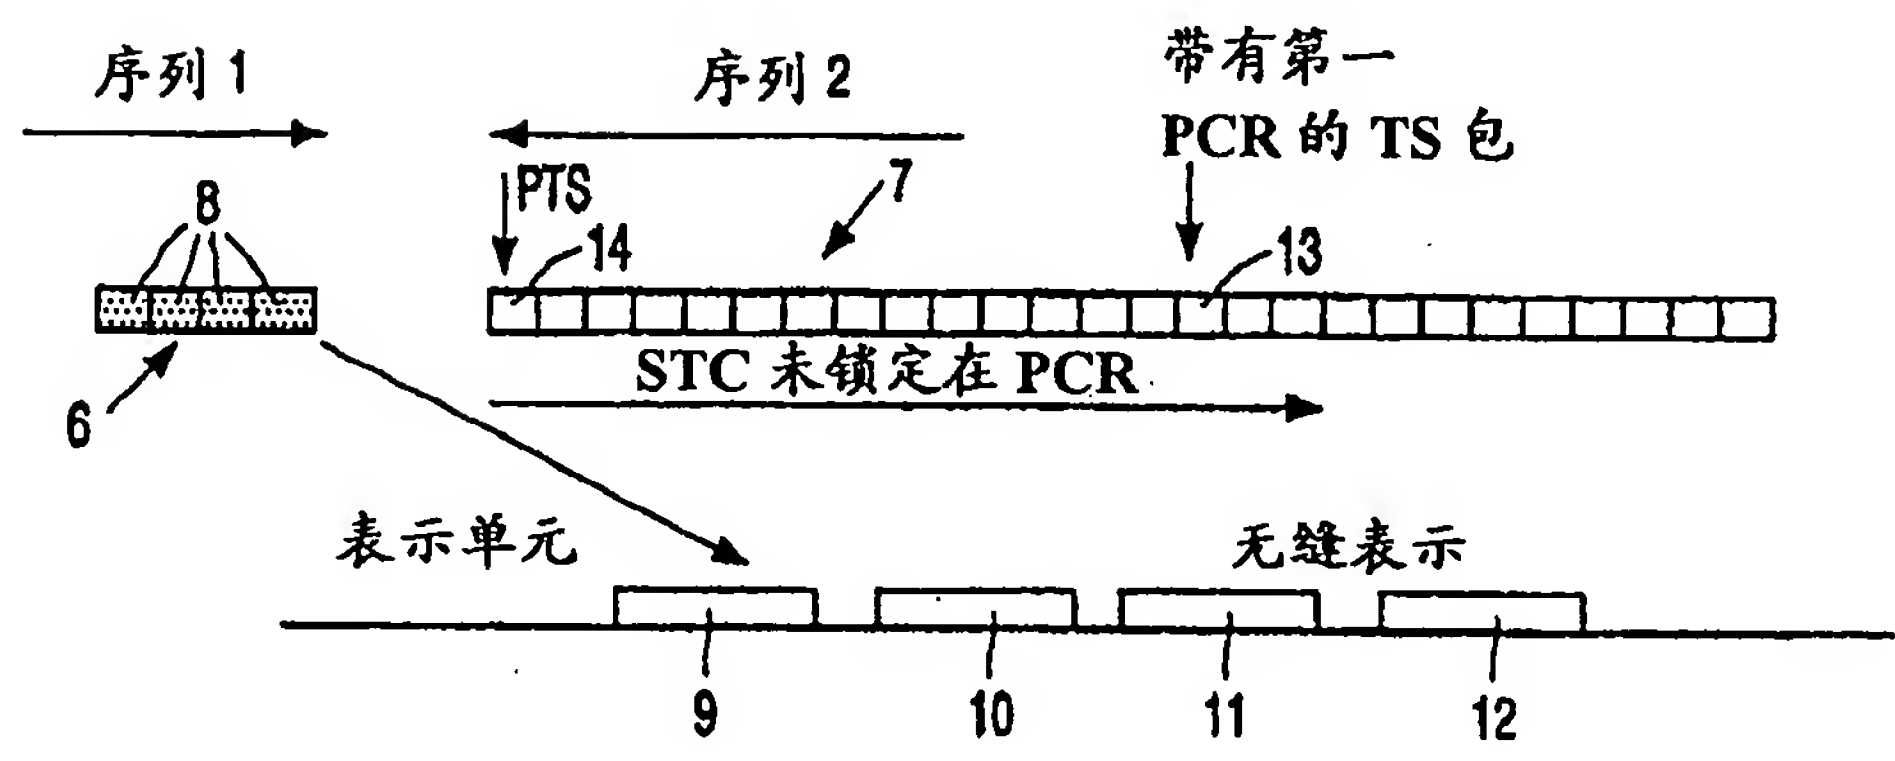 序列 1
序列 2
带有第一
PCR 的 TS 包
PTS
7
8
14
13
STC 未锁定在 PCR
6
表示单元
无缝表示
9
10
11
12